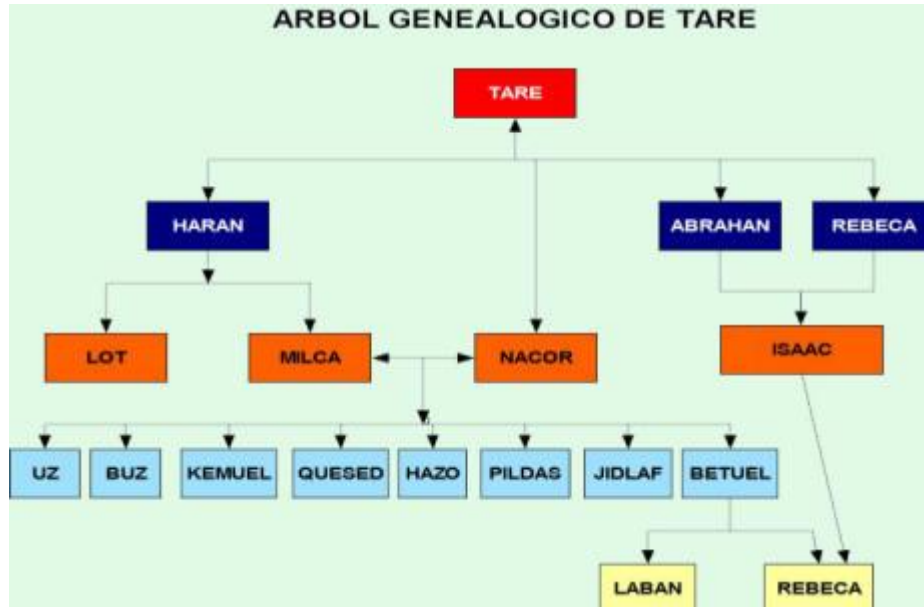 ARBOL GENEALOGICO DE TARE
TARE
HARAN
ABRAHAN
REBECA
LOT
MILCA
NACOR
ISAAC
UZ
BUZ
KEMUEL
QUESED
HAZO
PILDAS
JIDLAF
BETUEL
LABAN
REBECA